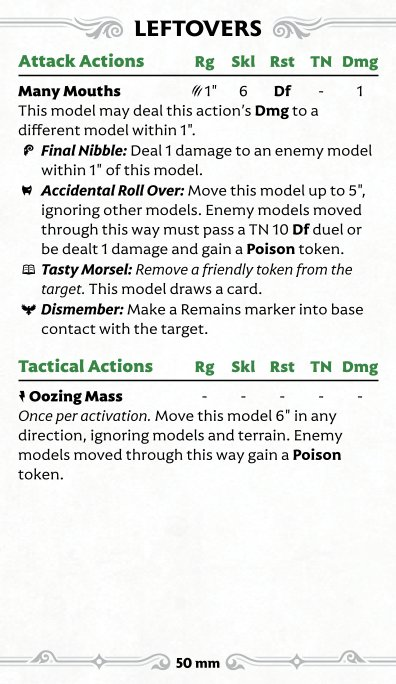 LEFTOVERS
Attack Actions Rg Skl Rst TN Dmg
Many Mouths 1" 6 Df - 1
This model may deal this action's Dmg to a
different model within 1".
Final Nibble: Deal 1 damage to an enemy model
within 1" of this model.
Accidental Roll Over: Move this model up to 5",
ignoring other models. Enemy models moved
through this way must pass a TN 10 Df duel or
be dealt 1 damage and gain a Poison token.
Tasty Morsel: Remove a friendly token from the
target. This model draws a card.
Dismember: Make a Remains marker into base
contact with the target.
Tactical Actions Rg Skl Rst TN Dmg
Oozing Mass - - - - -
Once per activation. Move this model 6" in any
direction, ignoring models and terrain. Enemy
models moved through this way gain a Poison
token.
50 mm